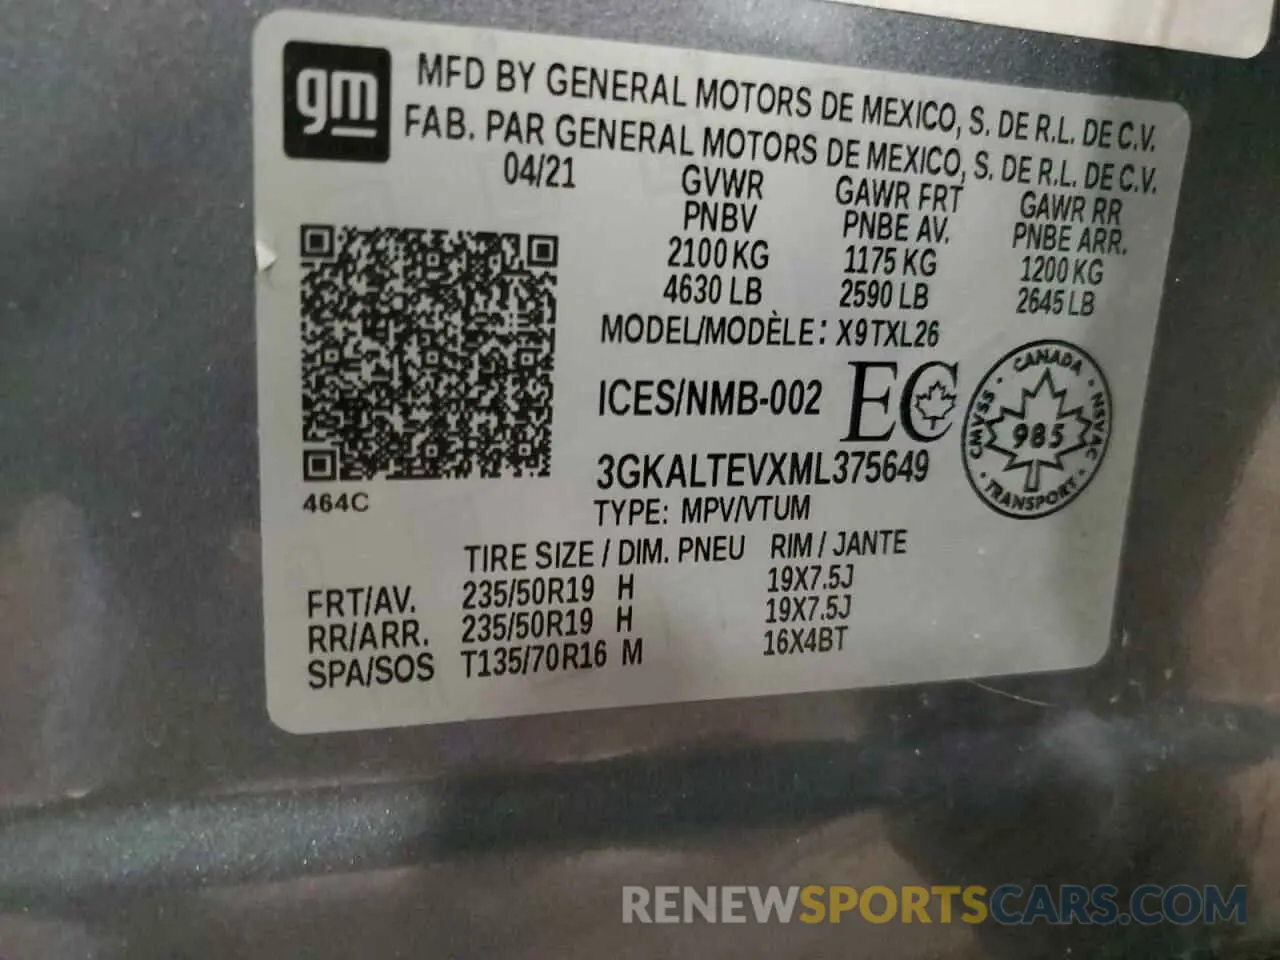 gm
MFD BY GENERAL MOTORS DE MEXICO, S. DE R.L. DE C.V.
FAB. PAR GENERAL MOTORS DE MEXICO, S. DE R.L. DE C.V.
04/21 GVWR GAWR FRT GAWR RR
PNBV PNBE AV. PNBE ARR.
2100 KG 1175 KG 1200 KG
4630 LB 2590 LB 2645 LB
MODEL/MODÈLE: X9TXL26
ICES/NMB-002 EC
CANADA
CMVSS 985 NSVAC
TRANSPORT
3GKALTEVXML375649
464C
TYPE: MPV/VTUM
TIRE SIZE / DIM. PNEU RIM / JANTE
FRT/AV. 235/50R19 H 19X7.5J
RR/ARR. 235/50R19 H 19X7.5J
SPA/SOS T135/70R16 M 16X4BT
RENEWSPORTSCARS.COM